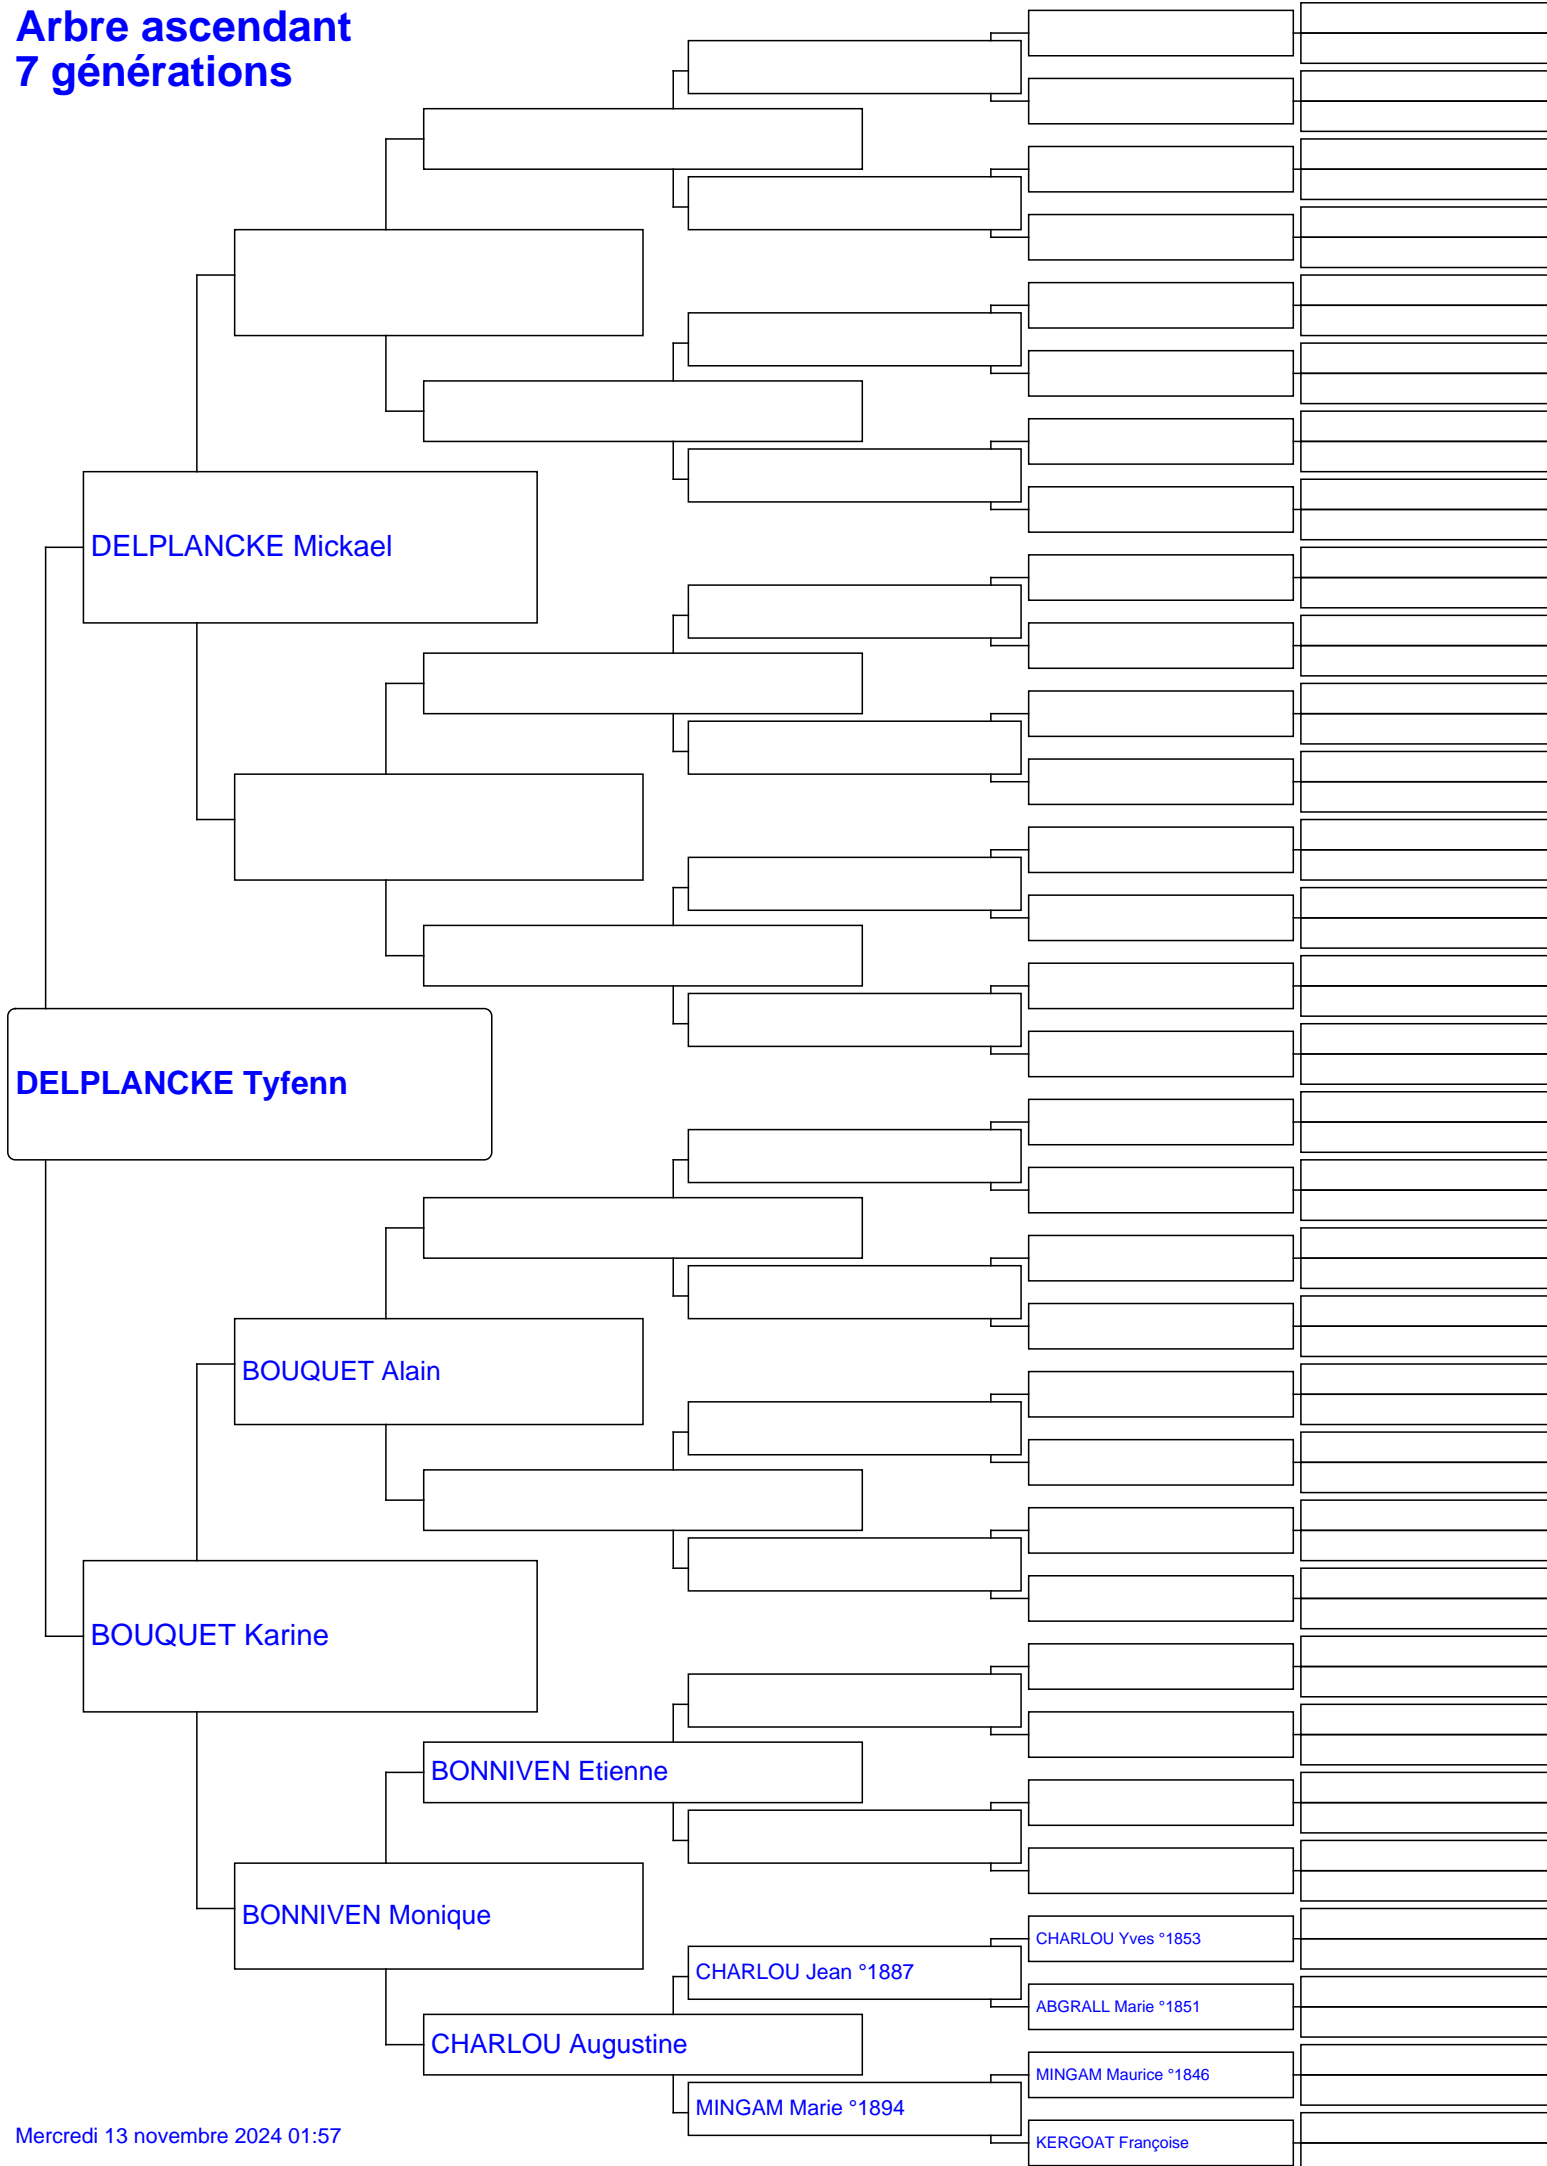 Arbre ascendant
7 générations
DELPLANCKE Mickael
DELPLANCKE Tyfenn
BOUQUET Alain
BOUQUET Karine
BONNIVEN Etienne
BONNIVEN Monique
CHARLOU Yves °1853
CHARLOU Jean °1887
ABGRALL Marie °1851
CHARLOU Augustine
MINGAM Maurice °1846
MINGAM Marie °1894
KERGOAT Françoise
Mercredi 13 novembre 2024 01:57